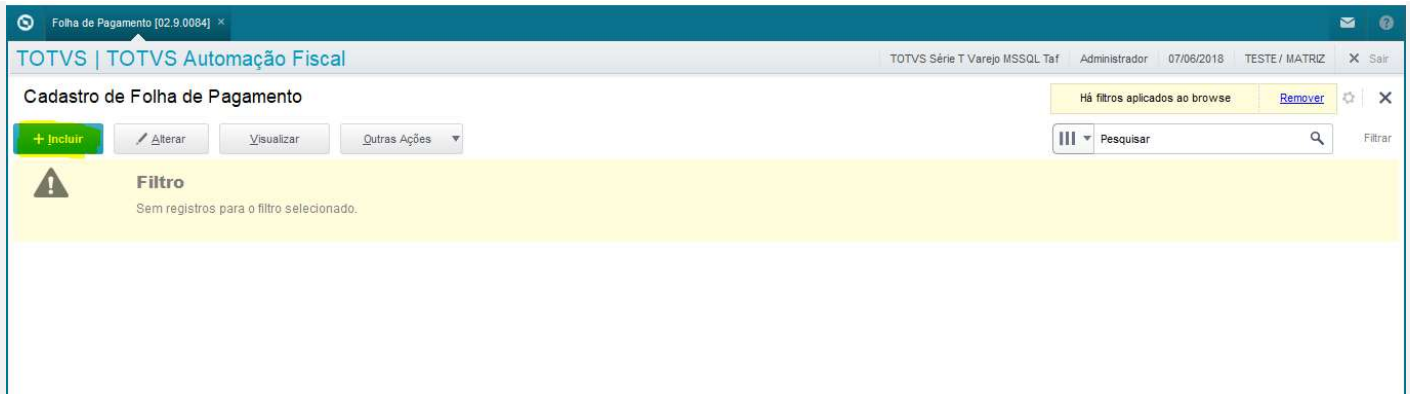 Folha de Pagamento [02.9.0084] ×
TOTVS | TOTVS Automação Fiscal
TOTVS Série T Varejo MSSQL Taf Administrador 07/06/2018 TESTE / MATRIZ X Sair
Cadastro de Folha de Pagamento
Há filtros aplicados ao browse Remover
+ Incluir Alterar Visualizar Outras Ações Pesquisar Filtrar
Filtro
Sem registros para o filtro selecionado.